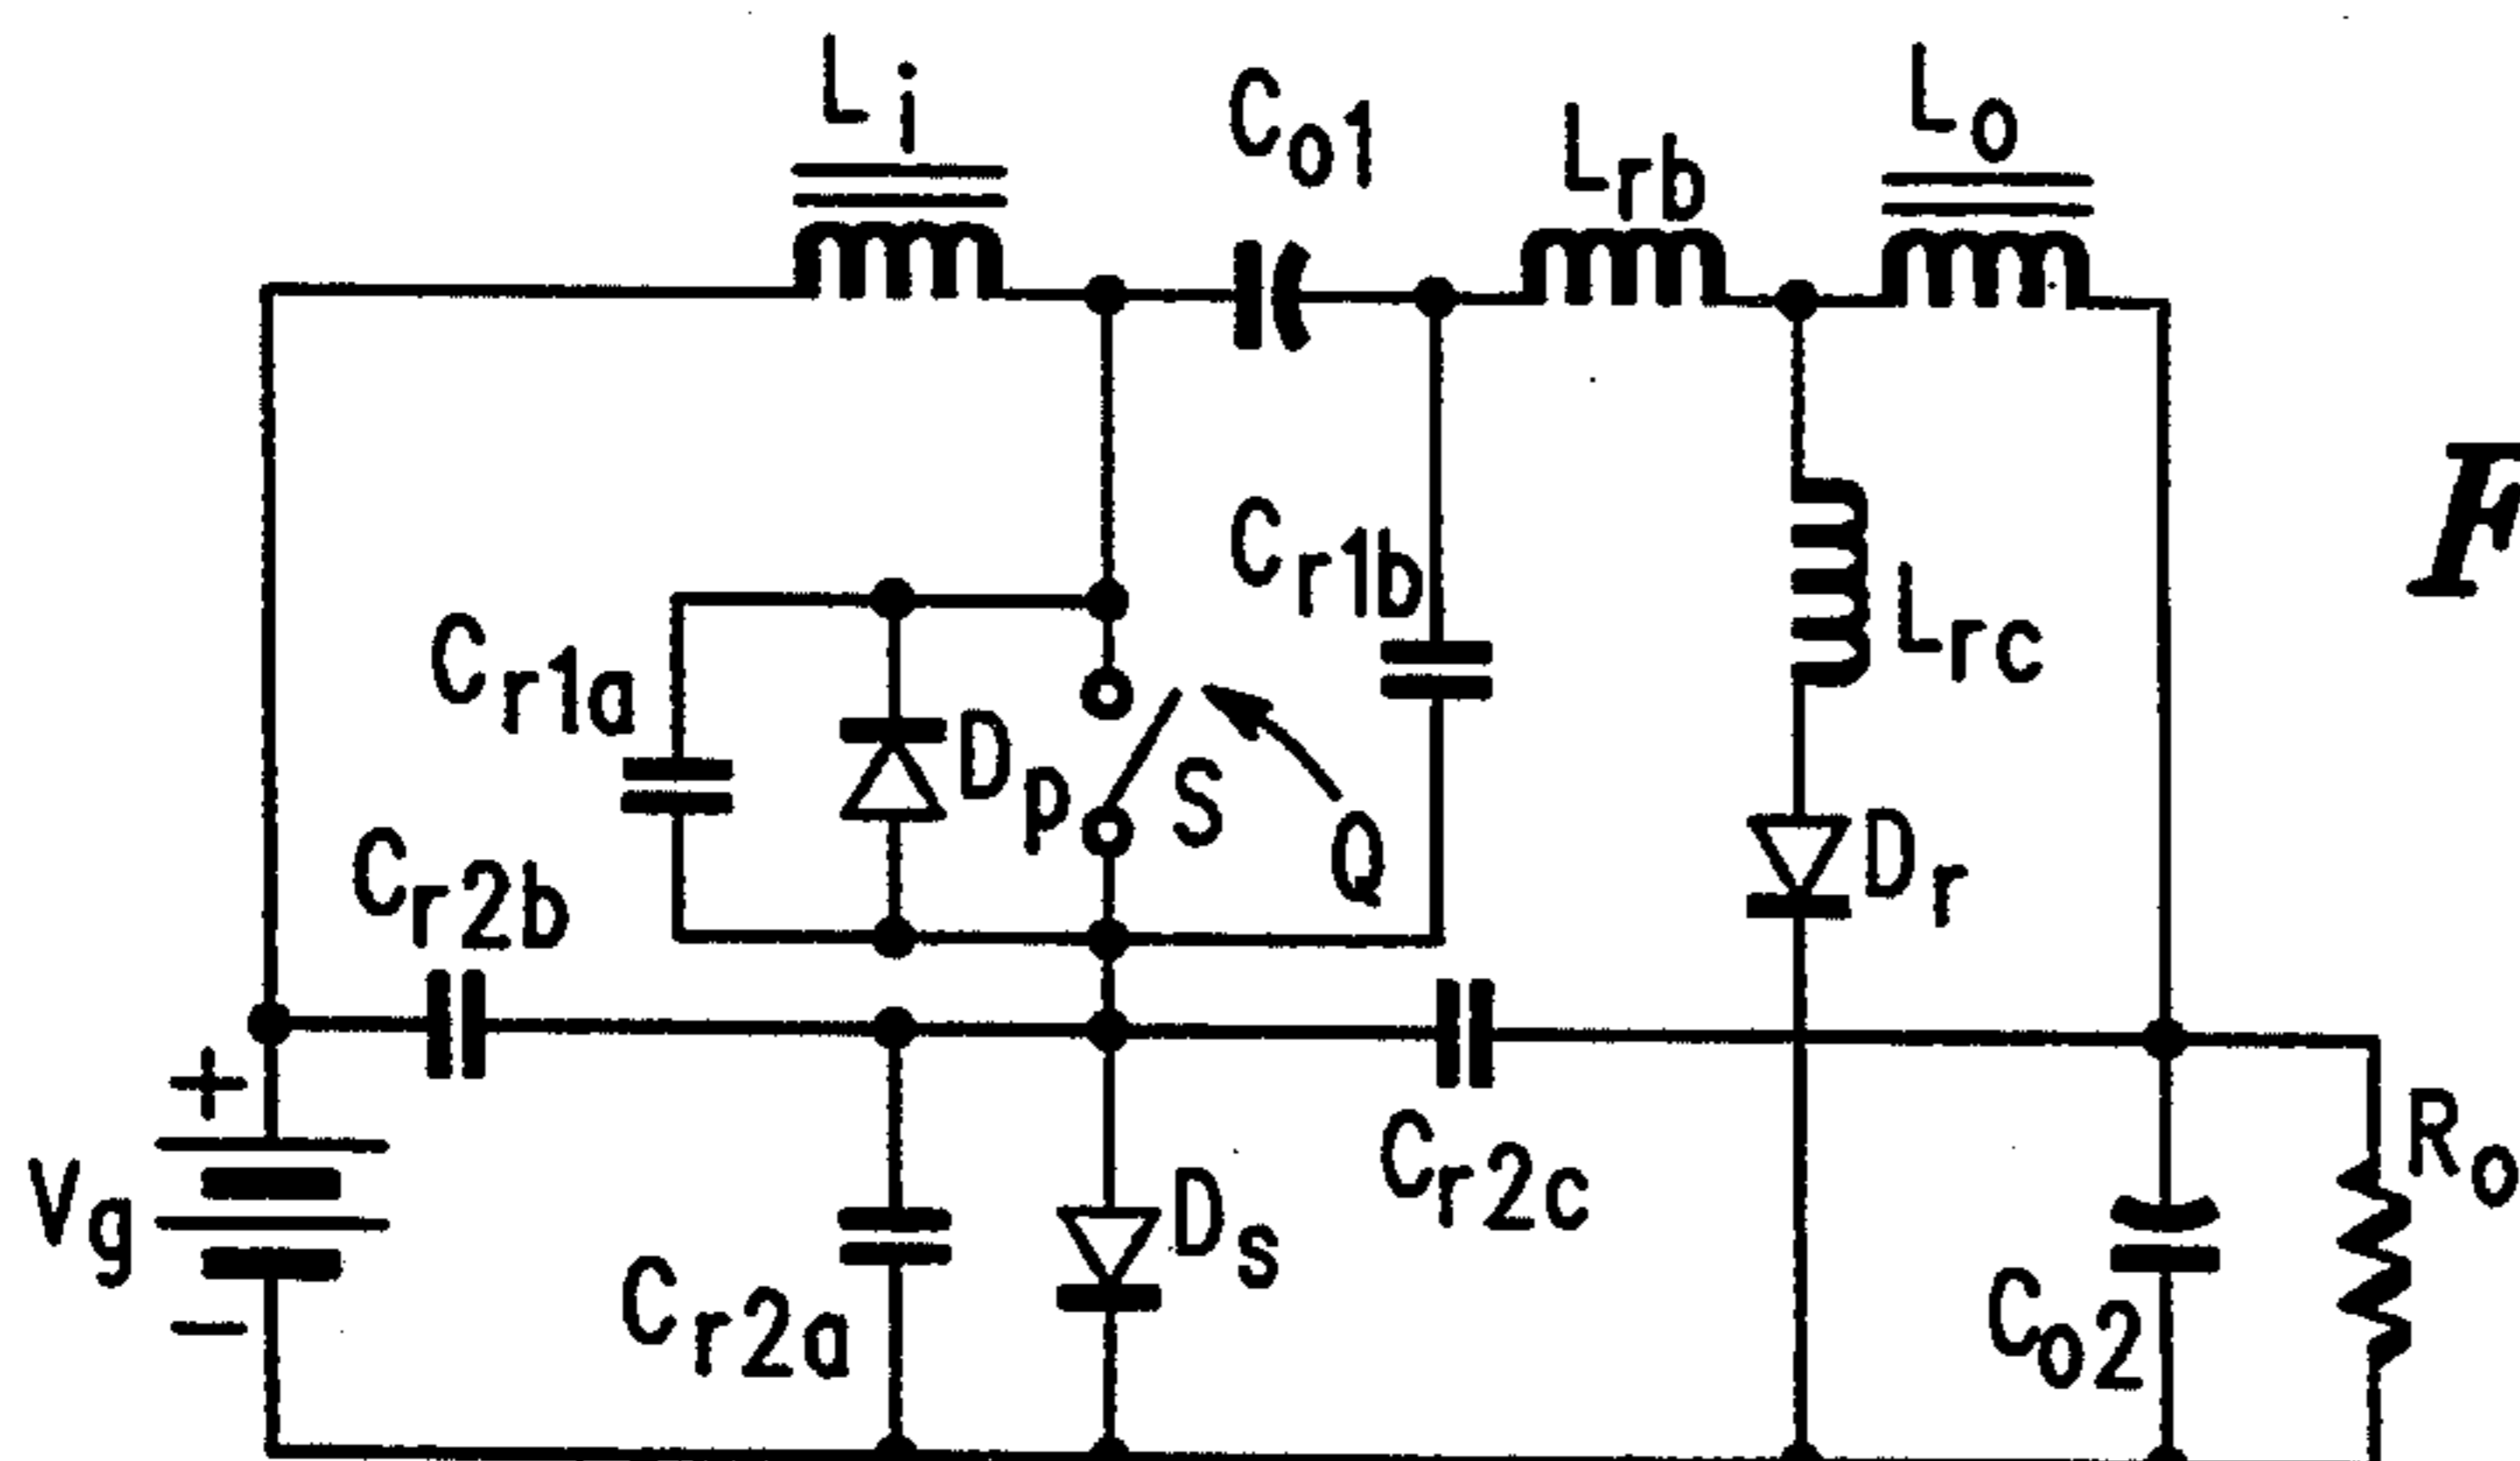 Li
Co1
Lrb
Lo
Cr1b
Cr1a
Lrc
Dp
S
Q
Dr
Cr2b
F
+
Vg
−
Cr2a
Ds
Cr2c
Co2
Ro